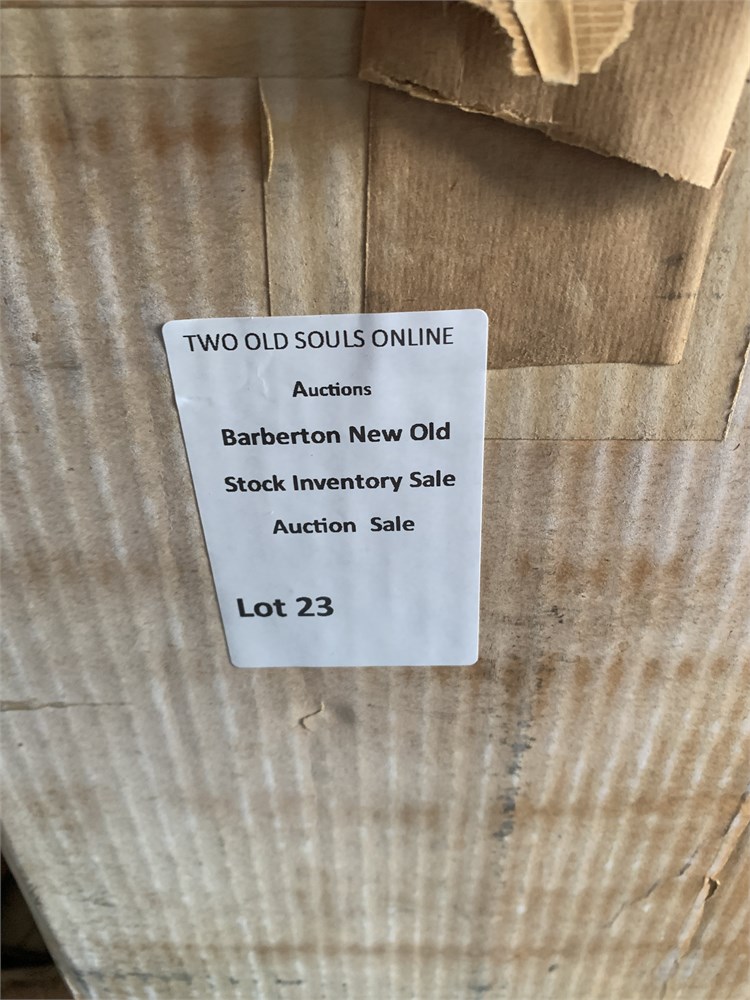 TWO OLD SOULS ONLINE
Auctions
Barberton New Old
Stock Inventory Sale
Auction Sale
Lot 23